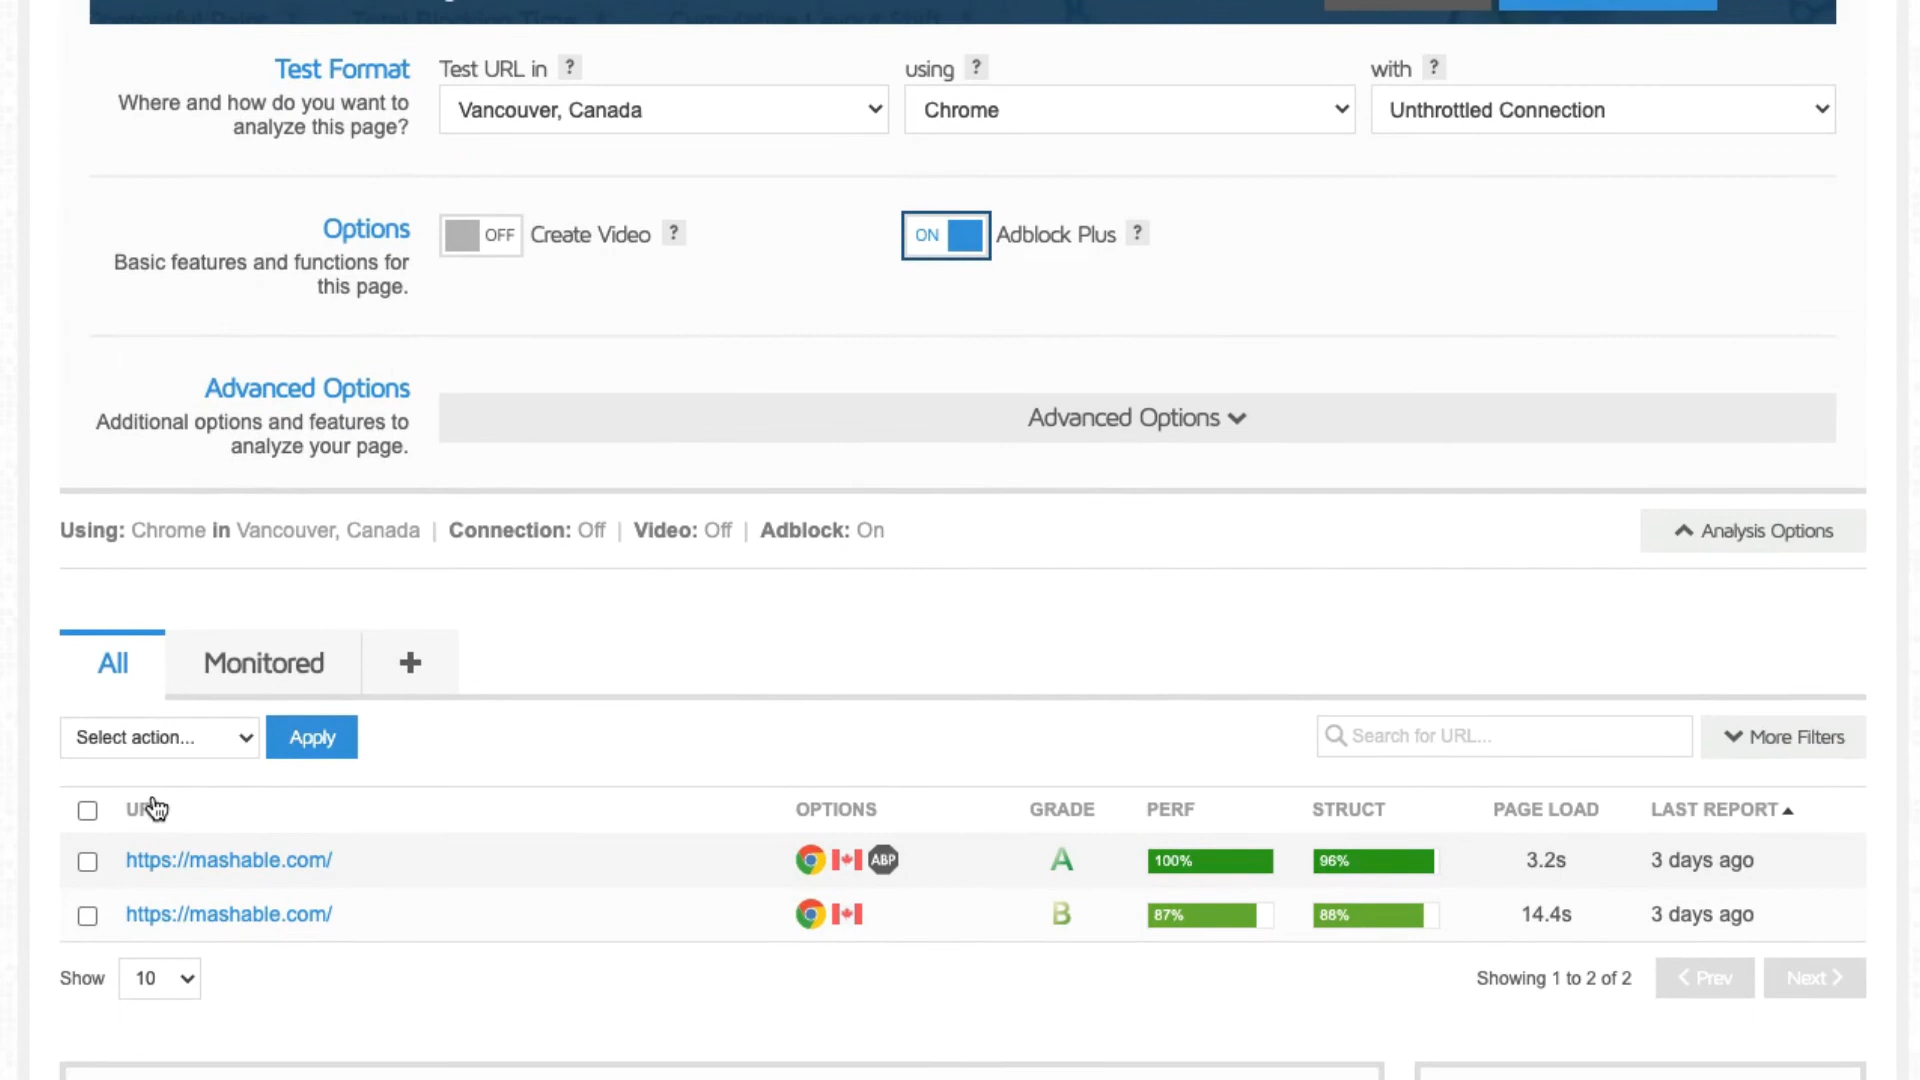 Test Format
Where and how do you want to
analyze this page?
Test URL in ?
using ?
with ?
Vancouver, Canada
Chrome
Unthrottled Connection
Options
Basic features and functions for
this page.
OFF Create Video ?
ON Adblock Plus ?
Advanced Options
Additional options and features to
analyze your page.
Advanced Options
Using: Chrome in Vancouver, Canada | Connection: Off | Video: Off | Adblock: On
Analysis Options
All
Monitored
+
Select action...
Apply
Search for URL...
More Filters
OPTIONS GRADE PERF STRUCT PAGE LOAD LAST REPORT
https://mashable.com/ ABP A 100% 96% 3.2s 3 days ago
https://mashable.com/ B 87% 88% 14.4s 3 days ago
Show 10
Showing 1 to 2 of 2
Prev
Next